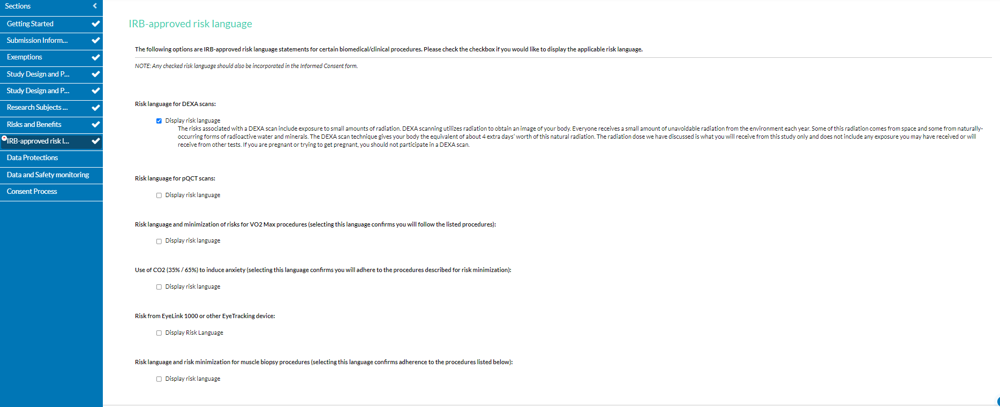 Sections
Getting Started
Submission Inform...
Exemptions
Study Design and P...
Study Design and P...
Research Subjects ...
Risks and Benefits
IRB-approved risk l...
Data Protections
Data and Safety monitoring
Consent Process
IRB-approved risk language
The following options are IRB-approved risk language statements for certain biomedical/clinical procedures. Please check the checkbox if you would like to display the applicable risk language.
NOTE: Any checked risk language should also be incorporated in the Informed Consent form.
Risk language for DEXA scans:
Display risk language
The risks associated with a DEXA scan include exposure to small amounts of radiation. DEXA scanning utilizes radiation to obtain an image of your body. Everyone receives a small amount of unavoidable radiation from the environment each year. Some of this radiation comes from space and some from naturally-
occurring forms of radioactive water and minerals. The DEXA scan technique gives your body the equivalent of about 4 extra days' worth of this natural radiation. The radiation dose we have discussed is what you will receive from this study only and does not include any exposure you may have received or will
receive from other tests. If you are pregnant or trying to get pregnant, you should not participate in a DEXA scan.
Risk language for pQCT scans:
Display risk language
Risk language and minimization of risks for VO2 Max procedures (selecting this language confirms you will follow the listed procedures):
Display risk language
Use of CO2 (35% / 65%) to induce anxiety (selecting this language confirms you will adhere to the procedures described for risk minimization):
Display risk language
Risk from EyeLink 1000 or other EyeTracking device:
Display Risk Language
Risk language and risk minimization for muscle biopsy procedures (selecting this language confirms adherence to the procedures listed below):
Display risk language